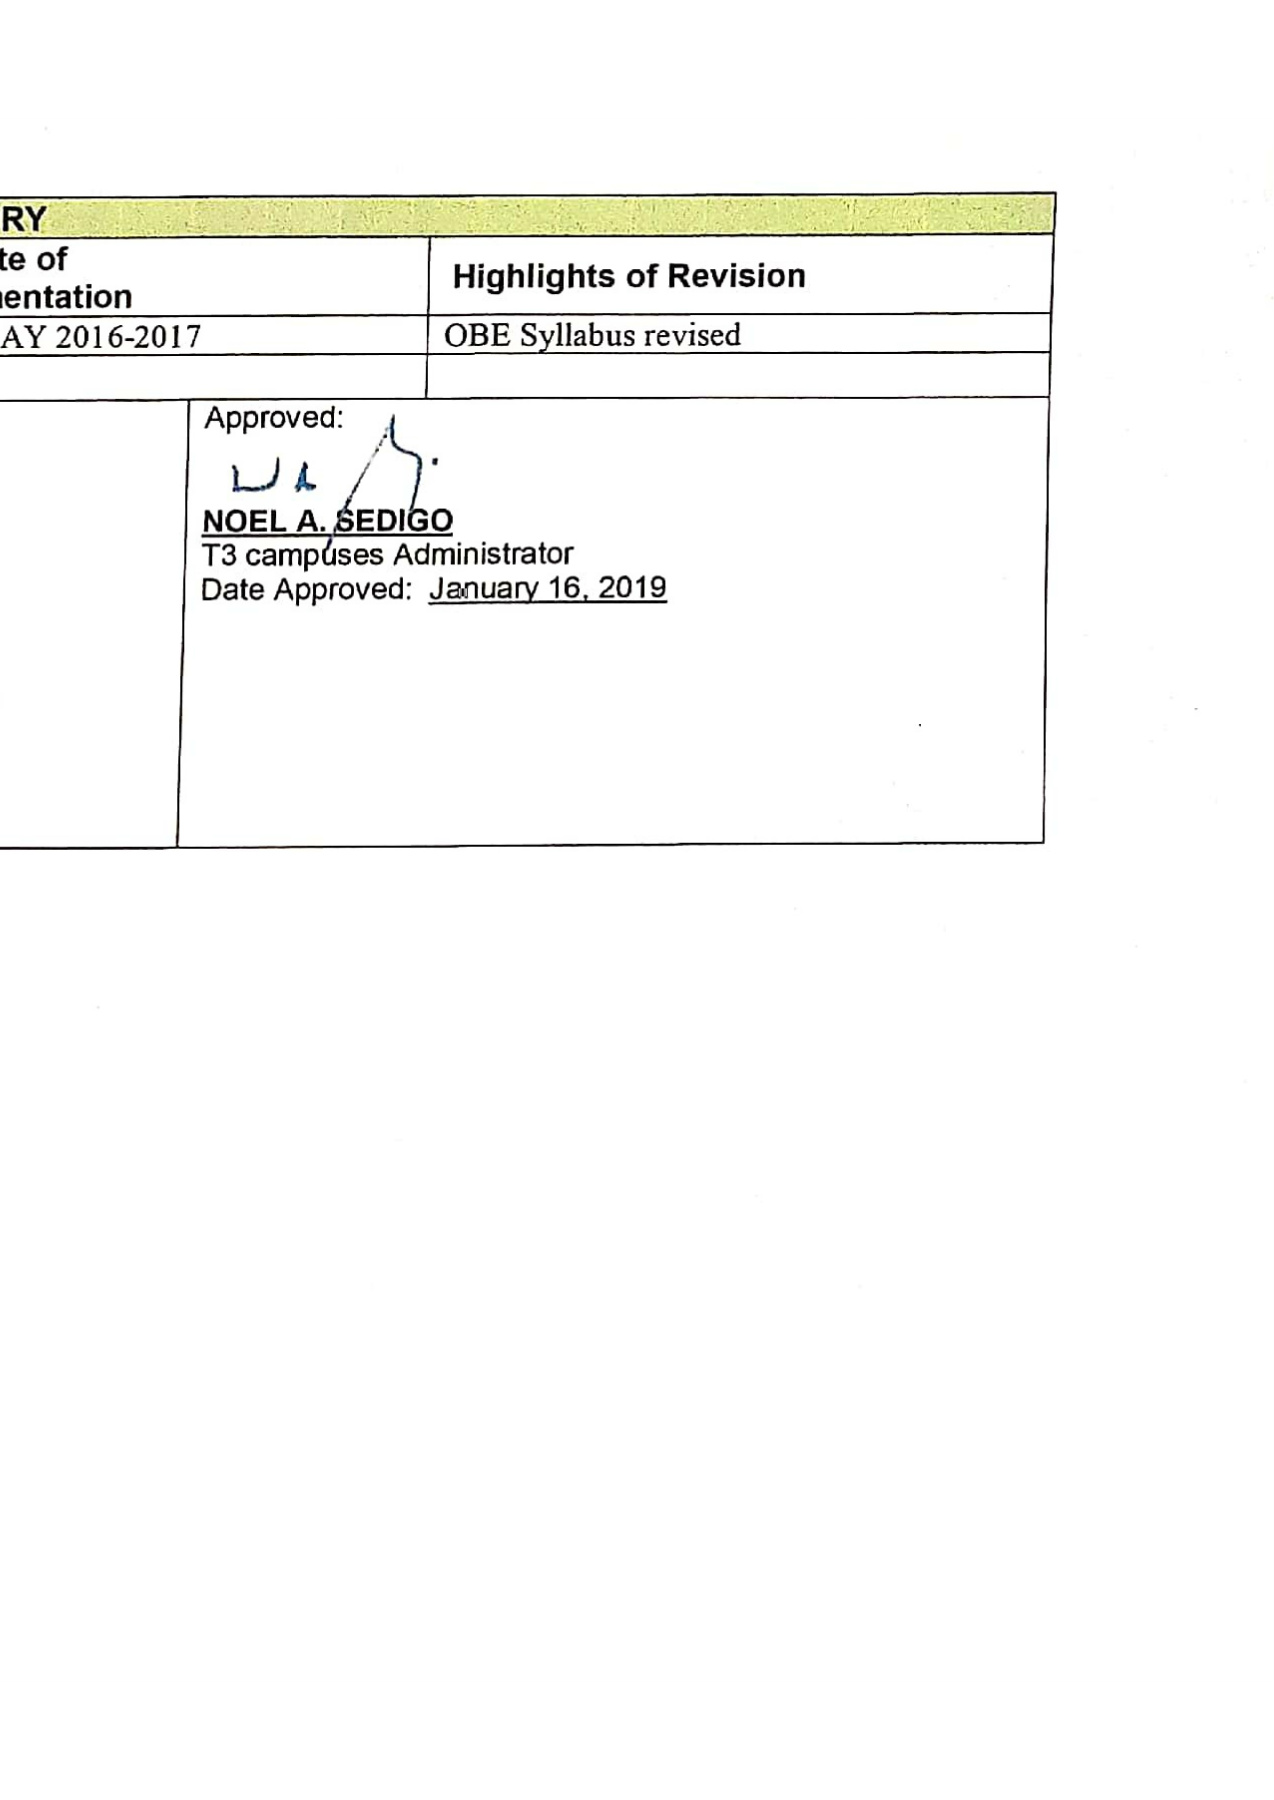 RY
te of
entation
Highlights of Revision
AY 2016-2017
OBE Syllabus revised
Approved:
NOEL A. SEDIGO
T3 campuses Administrator
Date Approved: January 16, 2019